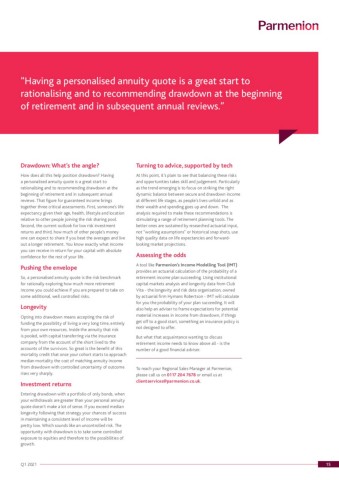 Parmenion
"Having a personalised annuity quote is a great start to
rationalising and to recommending drawdown at the beginning
of retirement and in subsequent annual reviews."
Drawdown: What's the angle?
How does all this help position drawdown? Having
a personalised annuity quote is a great start to
rationalising and to recommending drawdown at the
beginning of retirement and in subsequent annual
reviews. That figure for guaranteed income brings
together three critical assessments. First, someone's life
expectancy given their age, health, lifestyle and location
relative to other people joining the risk sharing pool.
Second, the current outlook for low risk investment
returns and third, how much of other people's money
one can expect to share if you beat the averages and live
out a longer retirement. You know exactly what income
you can receive in return for your capital with absolute
confidence for the rest of your life.
Pushing the envelope
So, a personalised annuity quote is the risk benchmark
for rationally exploring how much more retirement
income you could achieve if you are prepared to take on
some additional, well controlled risks.
Longevity
Opting into drawdown means accepting the risk of
funding the possibility of living a very long time entirely
from your own resources. Inside the annuity that risk
is pooled, with capital transferring via the insurance
company from the account of the short-lived to the
accounts of the survivors. So great is the benefit of this
mortality credit that once your cohort starts to approach
median mortality the cost of matching annuity income
from drawdown with controlled uncertainty of outcome
rises very sharply.
Investment returns
Entering drawdown with a portfolio of only bonds, when
your withdrawals are greater than your personal annuity
quote doesn't make a lot of sense. If you exceed median
longevity following that strategy your chances of success
in maintaining a consistent level of income will be
pretty low. Which sounds like an uncontrolled risk. The
opportunity with drawdown is to take some controlled
exposure to equities and therefore to the possibilities of
growth.
Turning to advice, supported by tech
At this point, it's plain to see that balancing these risks
and opportunities takes skill and judgement. Particularly
as the trend emerging is to focus on striking the right
dynamic balance between secure and drawdown income
at different life stages, as people's lives unfold and as
their wealth and spending goes up and down. The
analysis required to make these recommendations is
stimulating a range of retirement planning tools. The
better ones are sustained by researched actuarial input,
not "working assumptions" or historical snap shots; use
high quality data on life expectancies and forward-
looking market projections.
Assessing the odds
A tool like Parmenion's Income Modelling Tool (IMT)
provides an actuarial calculation of the probability of a
retirement income plan succeeding. Using institutional
capital markets analysis and longevity data from Club
Vita - the longevity and risk data organisation owned
by actuarial firm Hymans Robertson - IMT will calculate
for you the probability of your plan succeeding. It will
also help an adviser to frame expectations for potential
material increases in income from drawdown, if things
get off to a good start; something an insurance policy is
not designed to offer.
But what that acquaintance wanting to discuss
retirement income needs to know above all - is the
number of a good financial adviser.
To reach your Regional Sales Manager at Parmenion,
please call us on 0117 204 7678 or email us at
clientservices@parmenion.co.uk.
Q1 2021
15